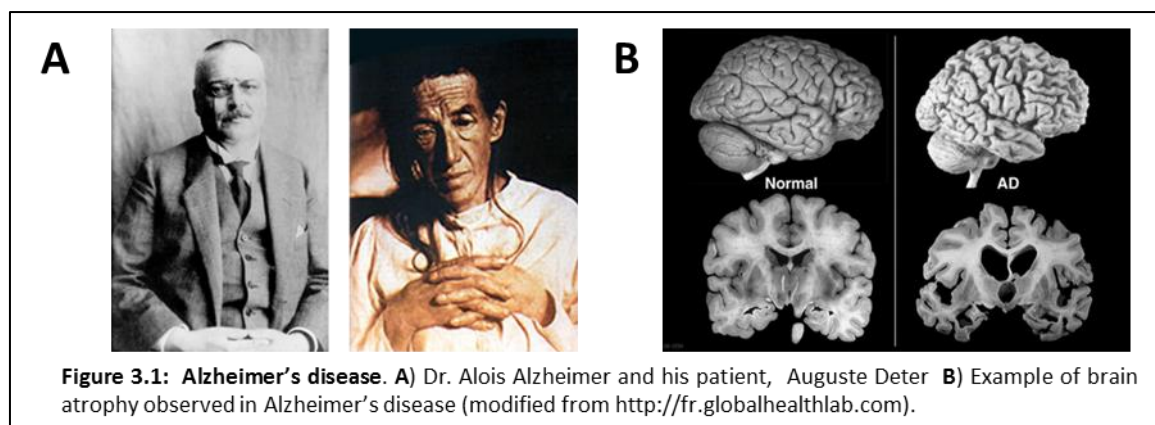 A
B
Normal
AD
Figure 3.1: Alzheimer's disease. A) Dr. Alois Alzheimer and his patient, Auguste Deter B) Example of brain
atrophy observed in Alzheimer's disease (modified from http://fr.globalhealthlab.com).